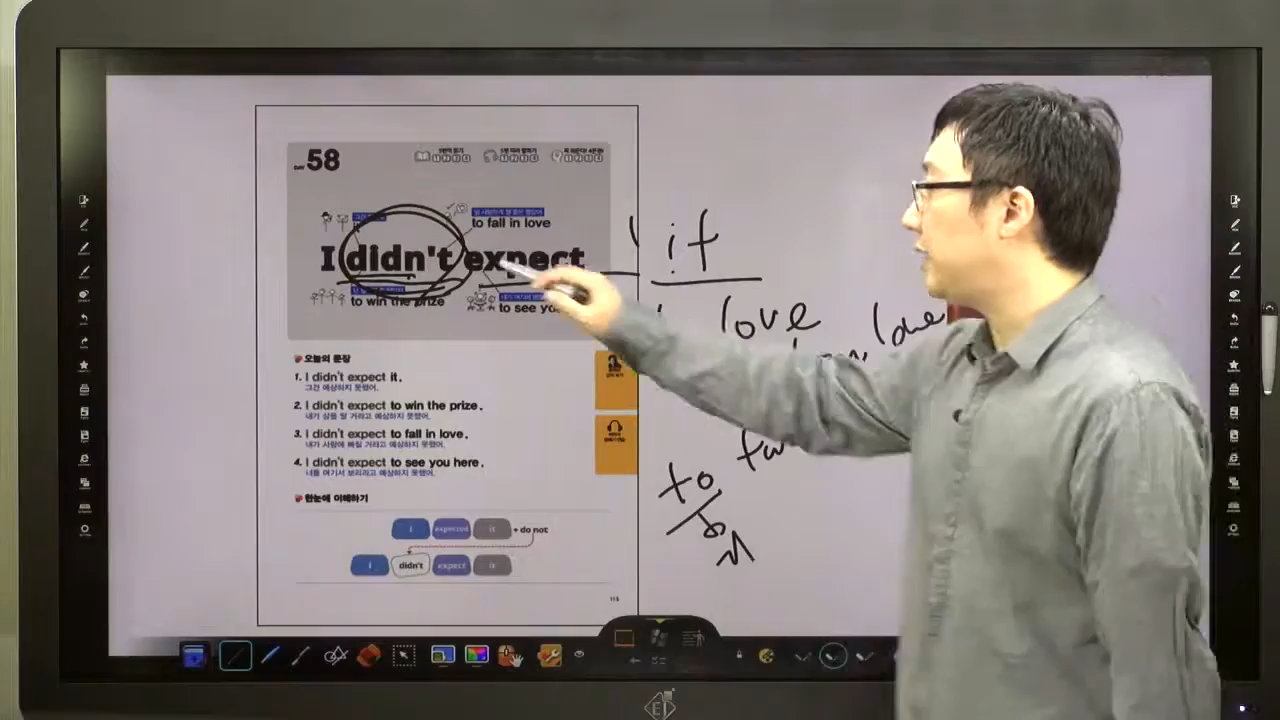 DAY 58
to fall in love
I didn't expect
to win the prize
to see you
오늘의 문장
1. I didn't expect it.
그건 예상하지 못했어.
2. I didn't expect to win the prize.
내가 상을 탈 거라고 예상하지 못했어.
3. I didn't expect to fall in love.
내가 사랑에 빠질 거라고 예상하지 못했어.
4. I didn't expect to see you here.
너를 여기서 보리라고 예상하지 못했어.
한눈에 이해하기
I expected it + do not
I didn't expect it
115
it
love
love
to